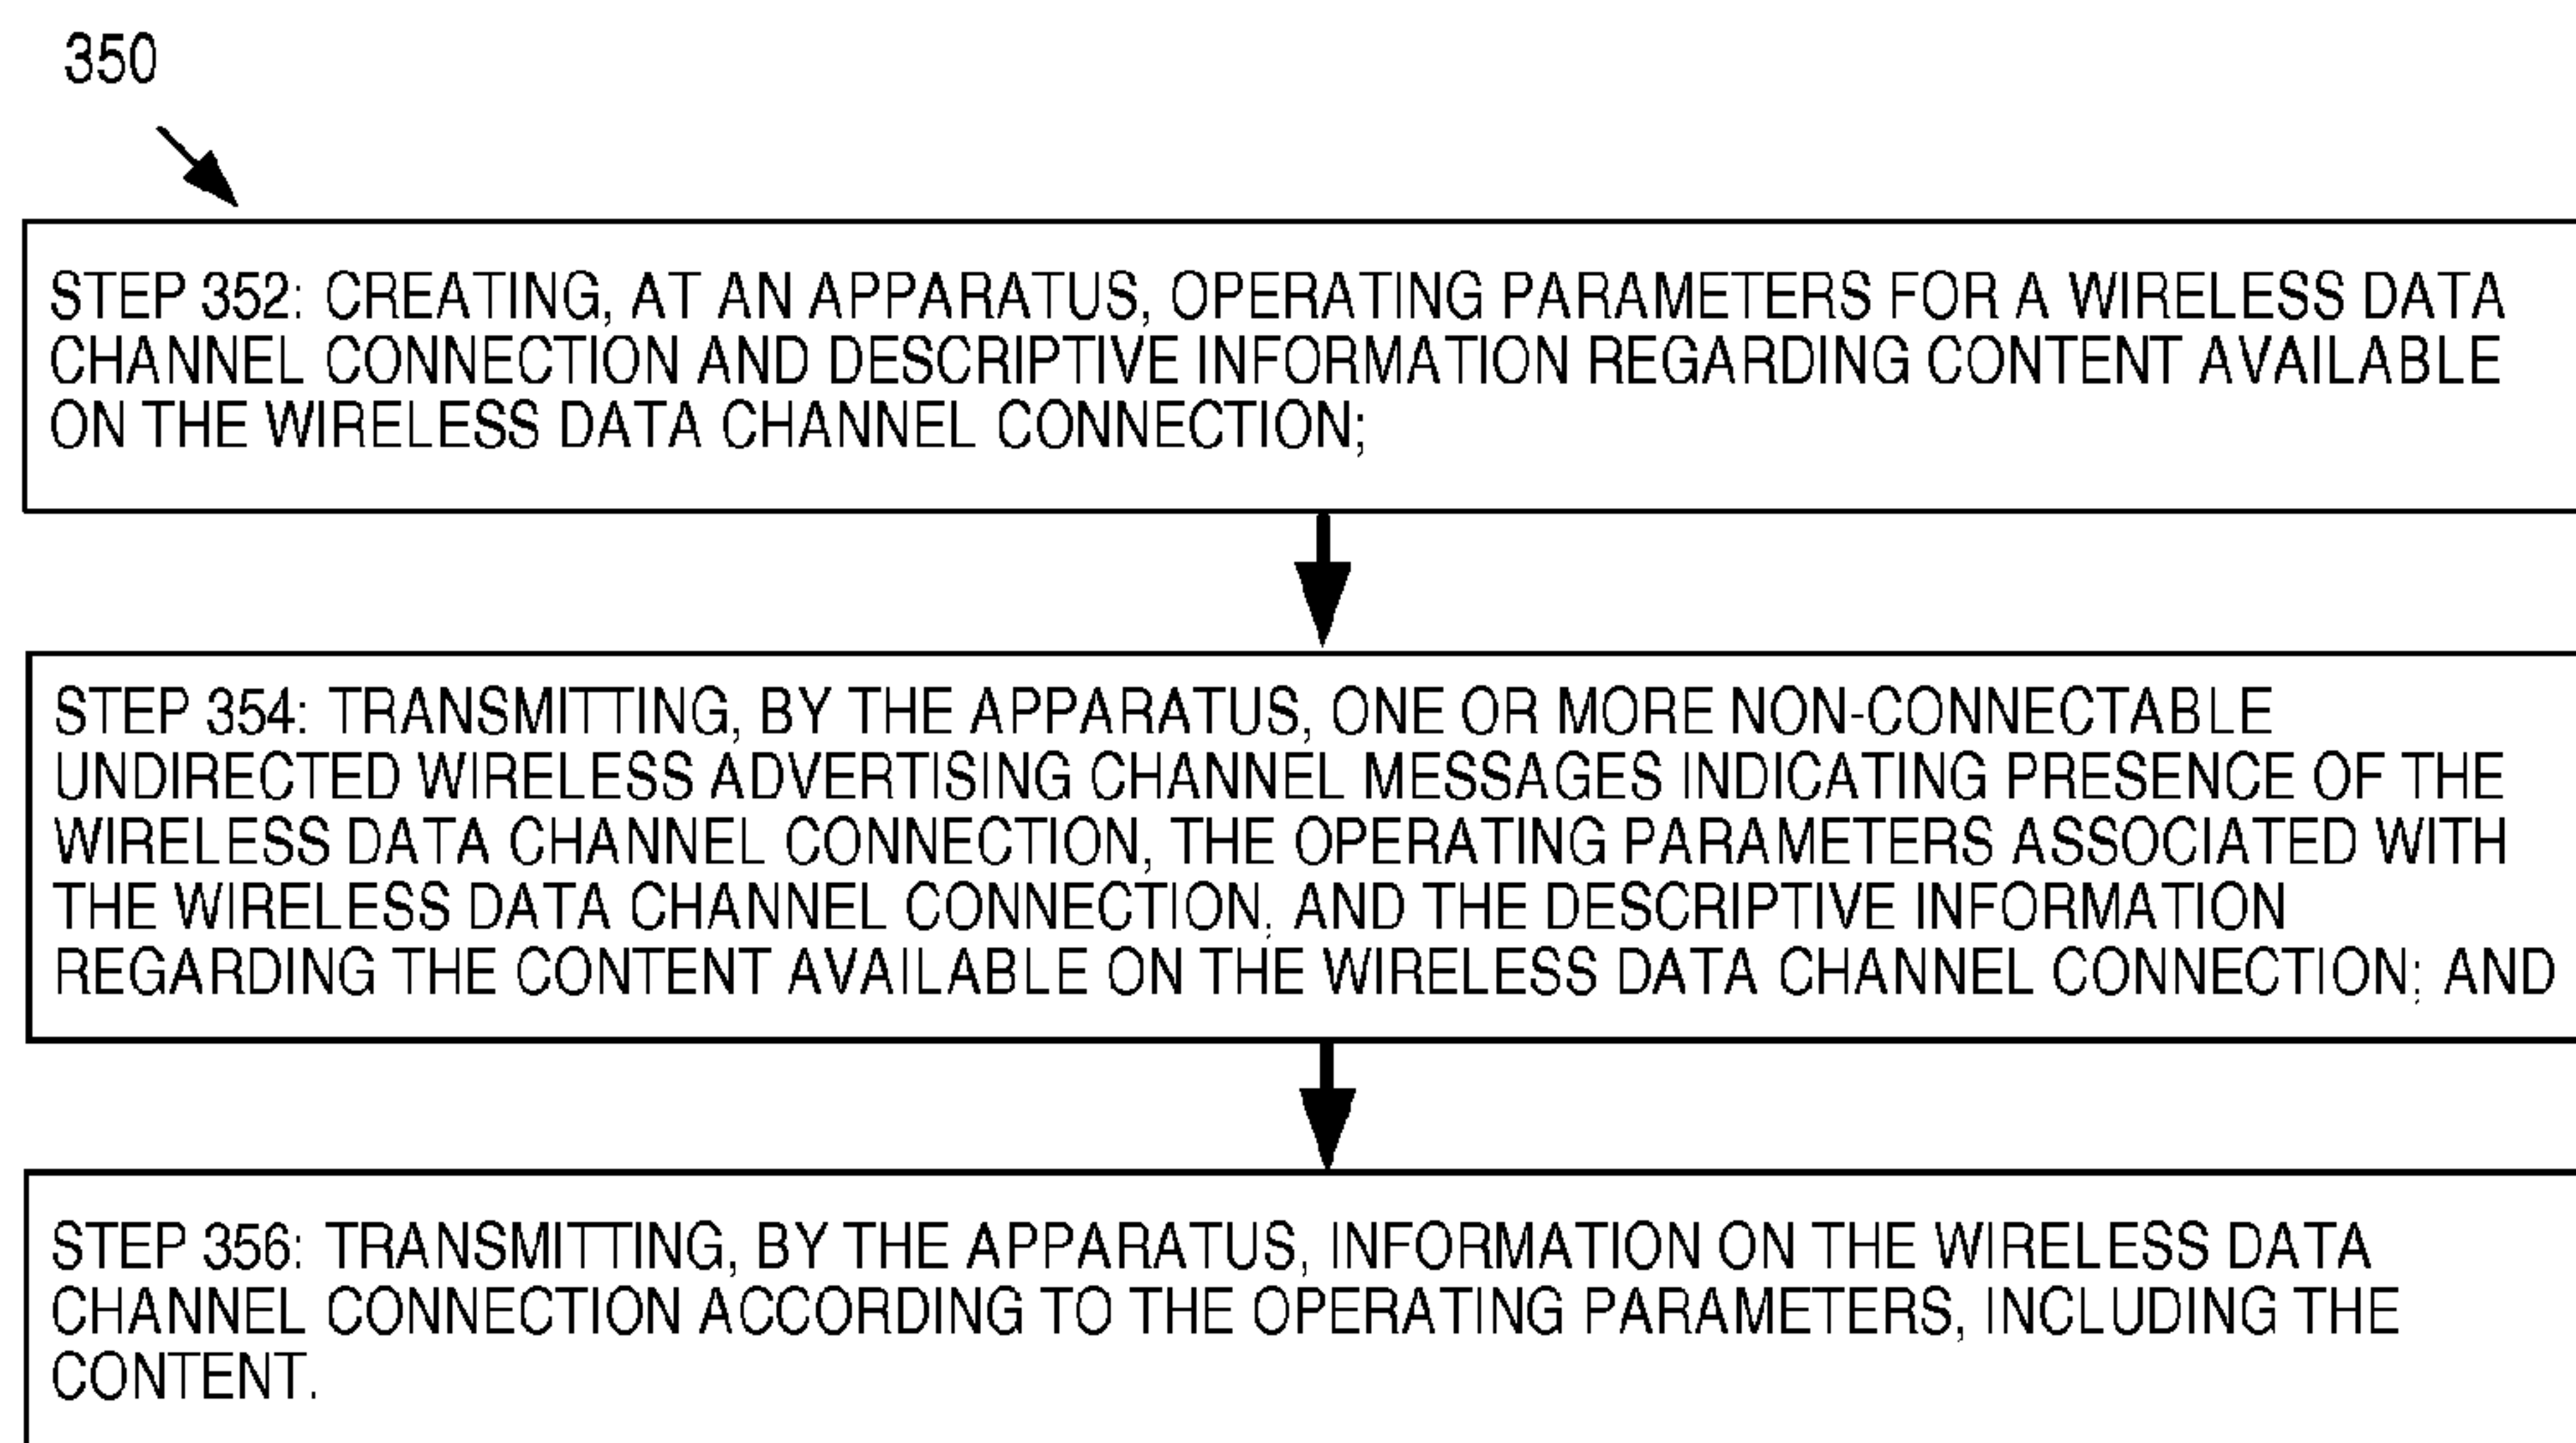 350
STEP 352: CREATING, AT AN APPARATUS, OPERATING PARAMETERS FOR A WIRELESS DATA
CHANNEL CONNECTION AND DESCRIPTIVE INFORMATION REGARDING CONTENT AVAILABLE
ON THE WIRELESS DATA CHANNEL CONNECTION;
STEP 354: TRANSMITTING, BY THE APPARATUS, ONE OR MORE NON-CONNECTABLE
UNDIRECTED WIRELESS ADVERTISING CHANNEL MESSAGES INDICATING PRESENCE OF THE
WIRELESS DATA CHANNEL CONNECTION, THE OPERATING PARAMETERS ASSOCIATED WITH
THE WIRELESS DATA CHANNEL CONNECTION, AND THE DESCRIPTIVE INFORMATION
REGARDING THE CONTENT AVAILABLE ON THE WIRELESS DATA CHANNEL CONNECTION; AND
STEP 356: TRANSMITTING, BY THE APPARATUS, INFORMATION ON THE WIRELESS DATA
CHANNEL CONNECTION ACCORDING TO THE OPERATING PARAMETERS, INCLUDING THE
CONTENT.